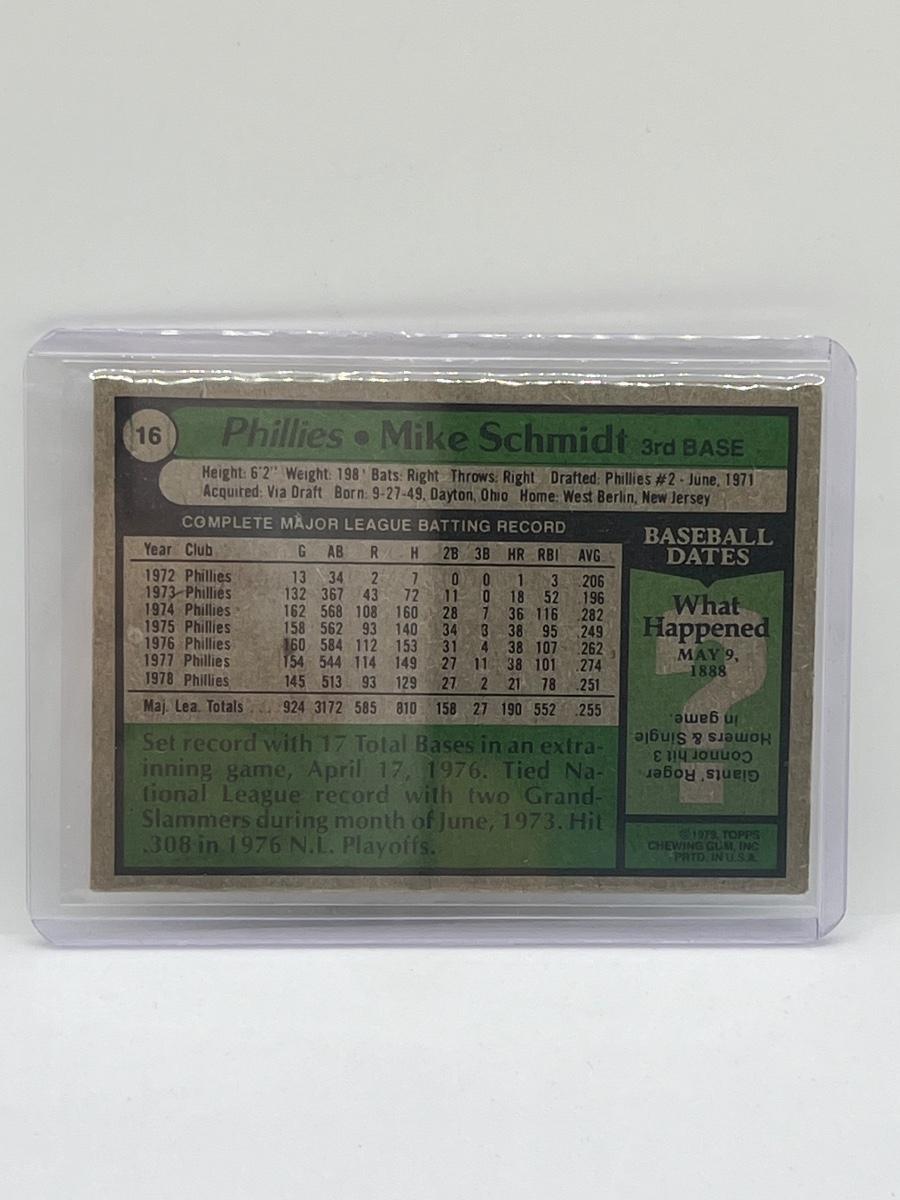 16
Phillies • Mike Schmidt 3rd BASE
Height: 6'2" Weight: 198 Bats: Right Throws: Right Drafted: Phillies #2 - June, 1971
Acquired: Via Draft Born: 9-27-49, Dayton, Ohio Home: West Berlin, New Jersey
COMPLETE MAJOR LEAGUE BATTING RECORD
Year Club G AB R H 2B 3B HR RBI AVG
1972 Phillies 13 34 2 7 0 0 1 3 .206
1973 Phillies 132 367 43 72 11 0 18 52 .196
1974 Phillies 162 568 108 160 28 7 36 116 .282
1975 Phillies 158 562 93 140 34 3 38 95 .249
1976 Phillies 160 584 112 153 31 4 38 107 .262
1977 Phillies 154 544 114 149 27 11 38 101 .274
1978 Phillies 145 513 93 129 27 2 21 78 .251
Maj. Lea. Totals . . . . 924 3172 585 810 158 27 190 552 .255
Set record with 17 Total Bases in an extra-
inning game, April 17, 1976. Tied Na-
tional League record with two Grand-
Slammers during month of June, 1973. Hit
.308 in 1976 N.L. Playoffs.
BASEBALL
DATES
What
Happened
MAY 9,
1888
?
Giants' Roger
Connor hit 3
Homers & Single
in game.
©1979, TOPPS
CHEWING GUM, INC
PRTD. IN U.S.A.